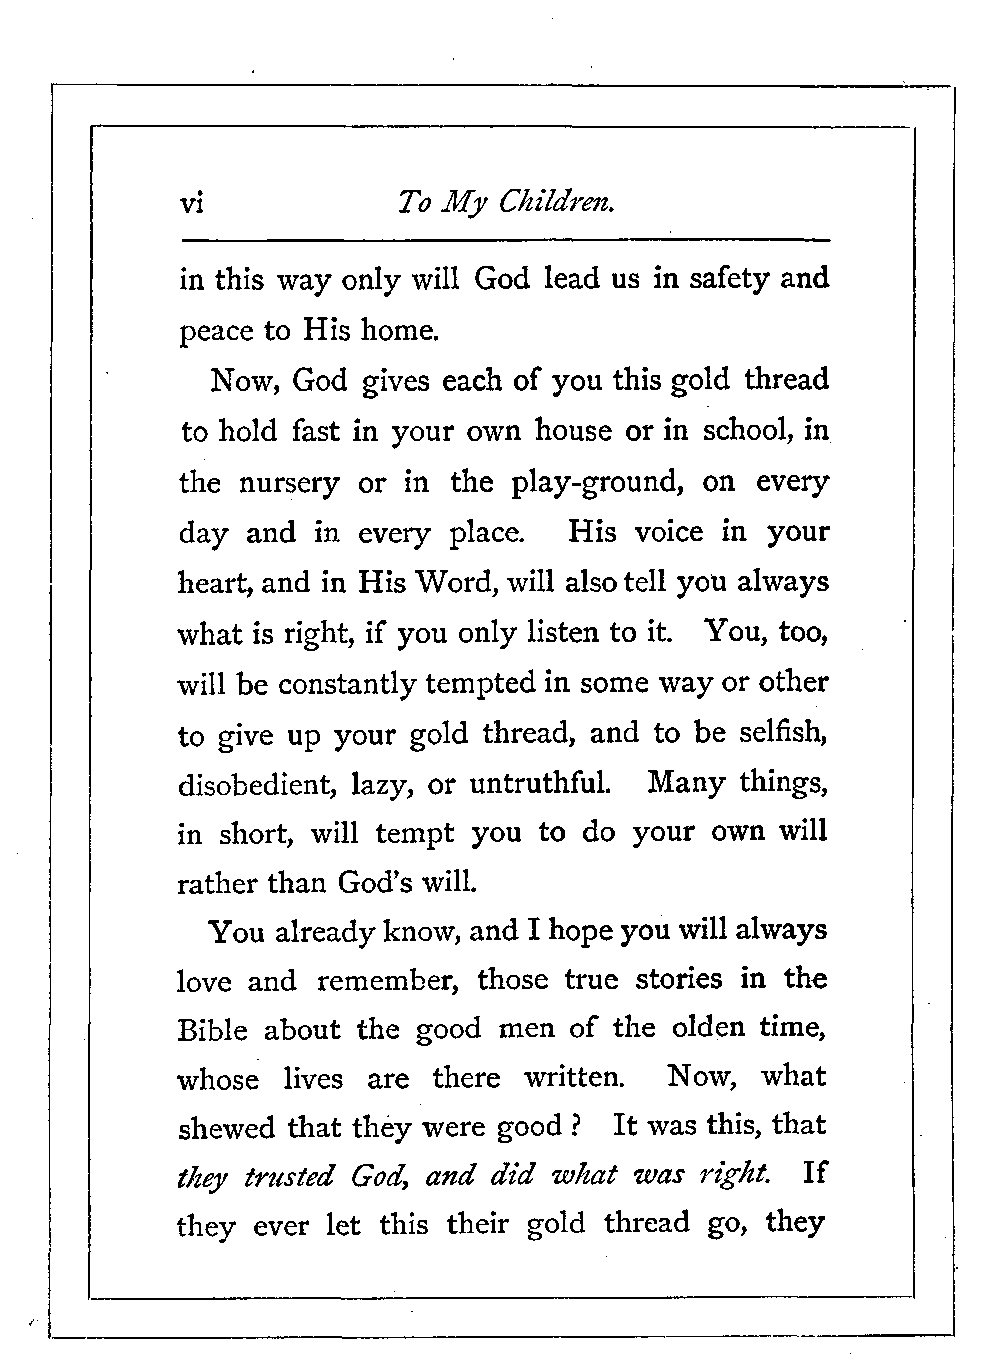 vi To My Children.
in this way only will God lead us in safety and
peace to His home.
Now, God gives each of you this gold thread
to hold fast in your own house or in school, in
the nursery or in the play-ground, on every
day and in every place. His voice in your
heart, and in His Word, will also tell you always
what is right, if you only listen to it. You, too,
will be constantly tempted in some way or other
to give up your gold thread, and to be selfish,
disobedient, lazy, or untruthful. Many things,
in short, will tempt you to do your own will
rather than God's will.
You already know, and I hope you will always
love and remember, those true stories in the
Bible about the good men of the olden time,
whose lives are there written. Now, what
shewed that they were good ? It was this, that
they trusted God, and did what was right. If
they ever let this their gold thread go, they